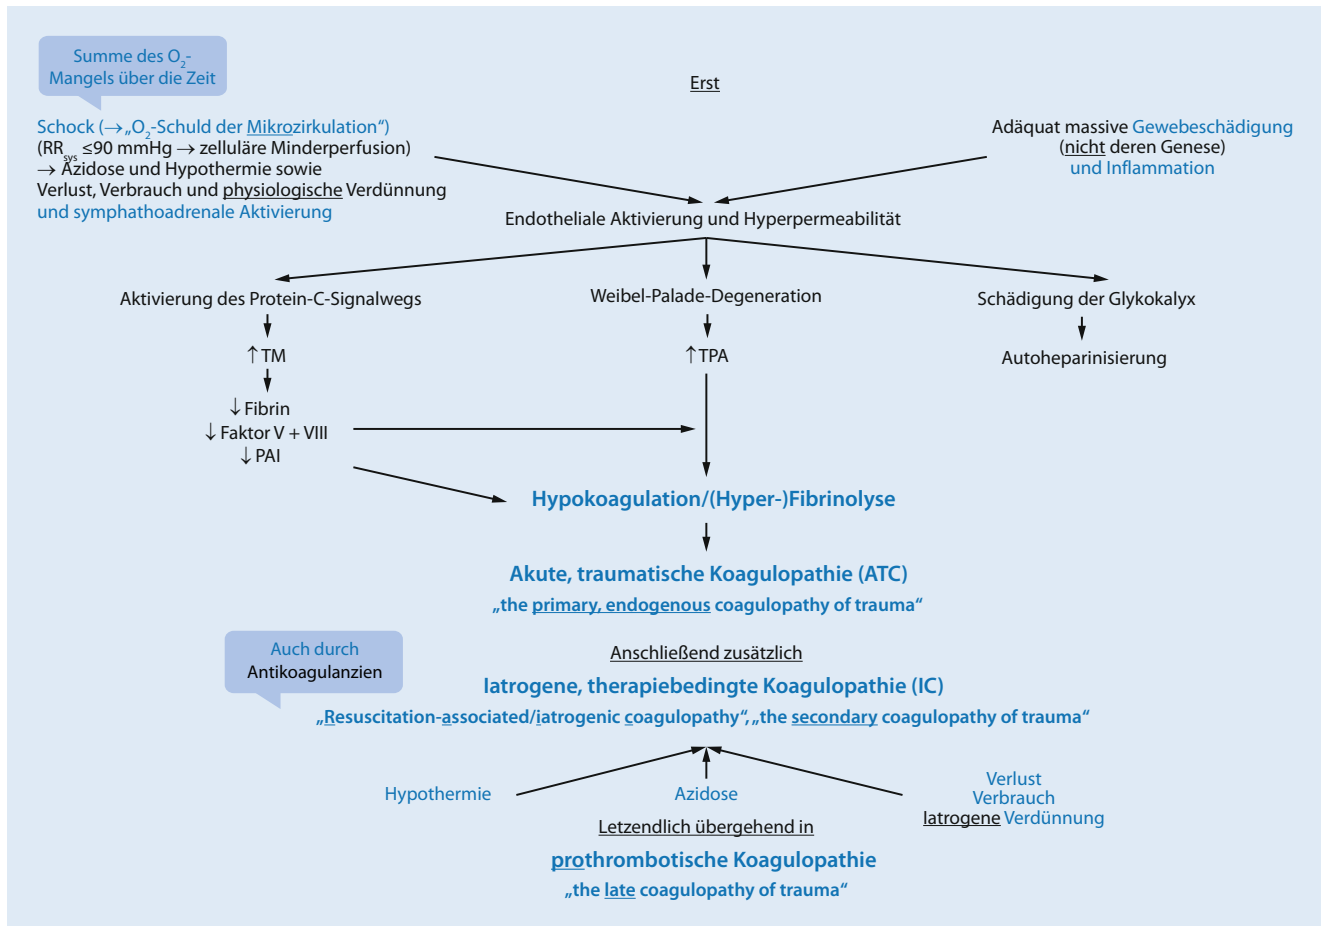 Summe des O2-
Mangels über die Zeit
Erst
Schock (→„O2-Schuld der Mikrozirkulation“)
(RRsys ≤90 mmHg → zelluläre Minderperfusion)
→ Azidose und Hypothermie sowie
Verlust, Verbrauch und physiologische Verdünnung
und symphathoadrenale Aktivierung
Adäquat massive Gewebeschädigung
(nicht deren Genese)
und Inflammation
Endotheliale Aktivierung und Hyperpermeabilität
Aktivierung des Protein-C-Signalwegs
Weibel-Palade-Degeneration
Schädigung der Glykokalyx
↑TM
↑TPA
Autoheparinisierung
↓Fibrin
↓Faktor V + VIII
↓PAI
Hypokoagulation/(Hyper-)Fibrinolyse
Akute, traumatische Koagulopathie (ATC)
„the primary, endogenous coagulopathy of trauma“
Auch durch
Antikoagulanzien
Anschließend zusätzlich
Iatrogene, therapiebedingte Koagulopathie (IC)
„Resuscitation-associated/iatrogenic coagulopathy“, „the secondary coagulopathy of trauma“
Hypothermie
Azidose
Verlust
Verbrauch
Iatrogene Verdünnung
Letzendlich übergehend in
prothrombotische Koagulopathie
„the late coagulopathy of trauma“